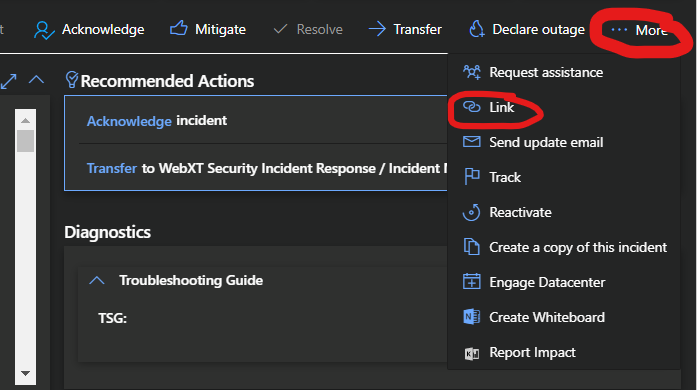 Acknowledge Mitigate Resolve Transfer Declare outage ... More
Recommended Actions
Acknowledge incident
Transfer to WebXT Security Incident Response / Incident
Diagnostics
Troubleshooting Guide
TSG:
Request assistance
Link
Send update email
Track
Reactivate
Create a copy of this incident
Engage Datacenter
Create Whiteboard
Report Impact